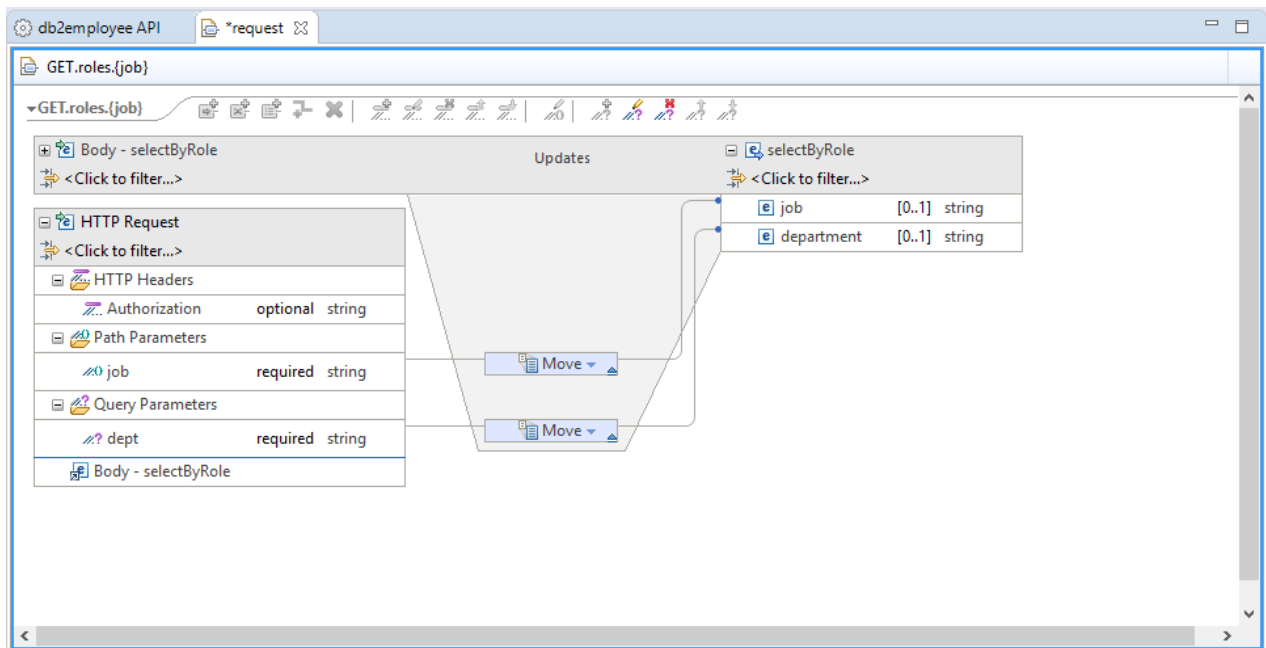 db2employee API
*request
GET.roles.{job}
GET.roles.{job}
Body - selectByRole
<Click to filter...>
Updates
selectByRole
<Click to filter...>
job [0..1] string
department [0..1] string
HTTP Request
<Click to filter...>
HTTP Headers
Authorization optional string
Path Parameters
job required string
Move
Query Parameters
dept required string
Move
Body - selectByRole